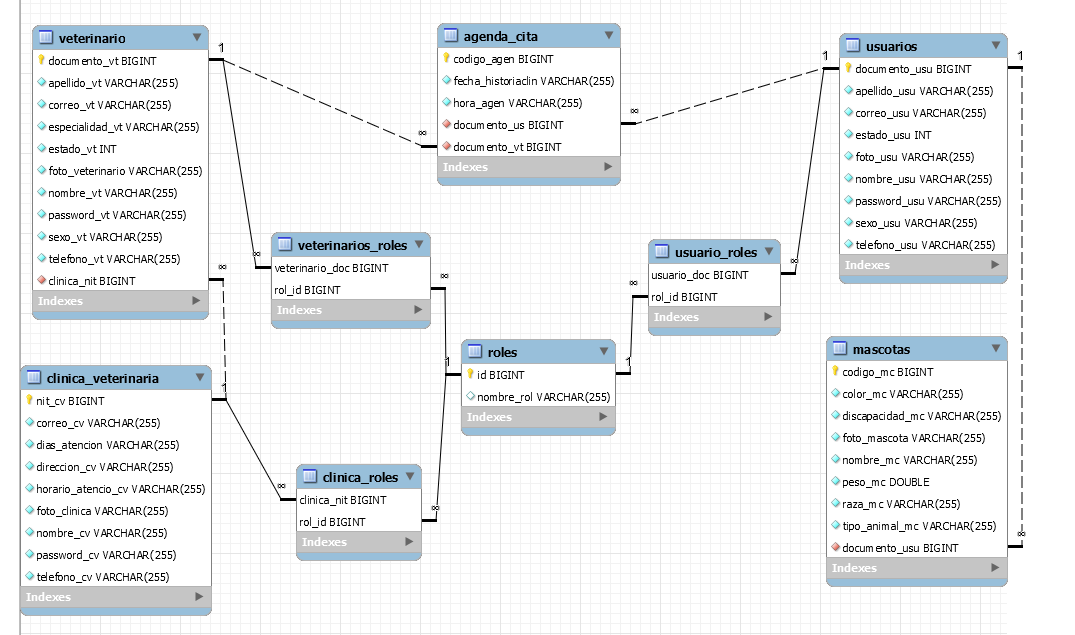 veterinario
documento_vt BIGINT
apellido_vt VARCHAR(255)
correo_vt VARCHAR(255)
especialidad_vt VARCHAR(255)
estado_vt INT
foto_veterinario VARCHAR(255)
nombre_vt VARCHAR(255)
password_vt VARCHAR(255)
sexo_vt VARCHAR(255)
telefono_vt VARCHAR(255)
clinica_nit BIGINT
Indexes
1
∞
agenda_cita
codigo_agen BIGINT
fecha_historiaclin VARCHAR(255)
hora_agen VARCHAR(255)
documento_us BIGINT
documento_vt BIGINT
Indexes
∞
∞
usuarios
documento_usu BIGINT
apellido_usu VARCHAR(255)
correo_usu VARCHAR(255)
estado_usu INT
foto_usu VARCHAR(255)
nombre_usu VARCHAR(255)
password_usu VARCHAR(255)
sexo_usu VARCHAR(255)
telefono_usu VARCHAR(255)
Indexes
1
1
veterinarios_roles
veterinario_doc BIGINT
rol_id BIGINT
Indexes
∞
∞
usuario_roles
usuario_doc BIGINT
rol_id BIGINT
Indexes
∞
∞
roles
id BIGINT
nombre_rol VARCHAR(255)
Indexes
1
1
mascotas
codigo_mc BIGINT
color_mc VARCHAR(255)
discapacidad_mc VARCHAR(255)
foto_mascota VARCHAR(255)
nombre_mc VARCHAR(255)
peso_mc DOUBLE
raza_mc VARCHAR(255)
tipo_animal_mc VARCHAR(255)
documento_usu BIGINT
Indexes
∞
clinica_veterinaria
nit_cv BIGINT
correo_cv VARCHAR(255)
dias_atencion VARCHAR(255)
direccion_cv VARCHAR(255)
horario_atencio_cv VARCHAR(255)
foto_clinica VARCHAR(255)
nombre_cv VARCHAR(255)
password_cv VARCHAR(255)
telefono_cv VARCHAR(255)
Indexes
1
clinica_roles
clinica_nit BIGINT
rol_id BIGINT
Indexes
∞
∞